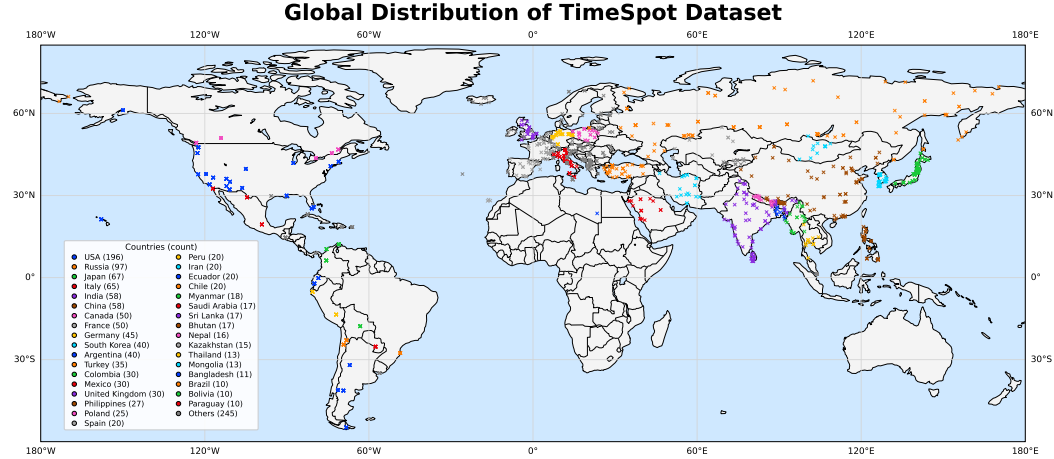 Global Distribution of TimeSpot Dataset
180°W 120°W 60°W 0° 60°E 120°E 180°E
60°N 60°N
30°N 30°N
0° 0°
30°S 30°S
Countries (count)
USA (196) Peru (20)
Russia (97) Iran (20)
Japan (67) Ecuador (20)
Italy (65) Chile (20)
India (58) Myanmar (18)
China (58) Saudi Arabia (17)
Canada (50) Sri Lanka (17)
France (50) Bhutan (17)
Germany (45) Nepal (16)
South Korea (40) Kazakhstan (15)
Argentina (40) Thailand (13)
Turkey (35) Mongolia (13)
Colombia (30) Bangladesh (11)
Mexico (30) Brazil (10)
United Kingdom (30) Bolivia (10)
Philippines (27) Paraguay (10)
Poland (25) Others (245)
Spain (20)
180°W 120°W 60°W 0° 60°E 120°E 180°E